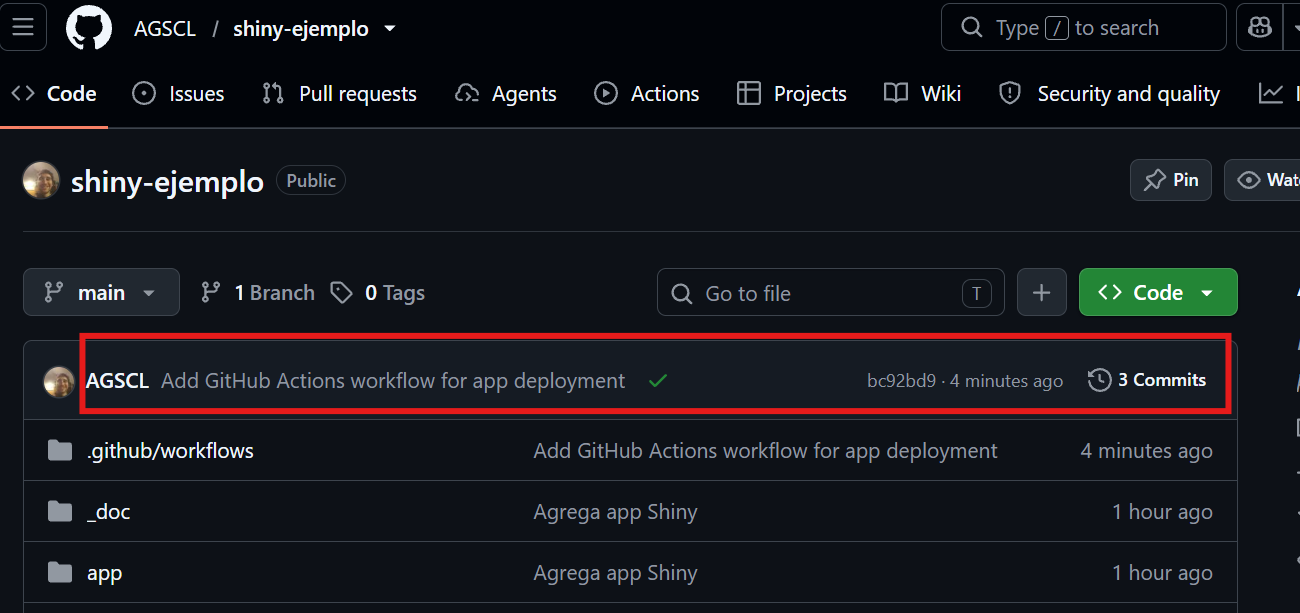 AGSCL / shiny-ejemplo Type / to search
Code Issues Pull requests Agents Actions Projects Wiki Security and quality
shiny-ejemplo Public Pin
main 1 Branch 0 Tags Go to file T + Code
AGSCL Add GitHub Actions workflow for app deployment bc92bd9 · 4 minutes ago 3 Commits
.github/workflows Add GitHub Actions workflow for app deployment 4 minutes ago
_doc Agrega app Shiny 1 hour ago
app Agrega app Shiny 1 hour ago